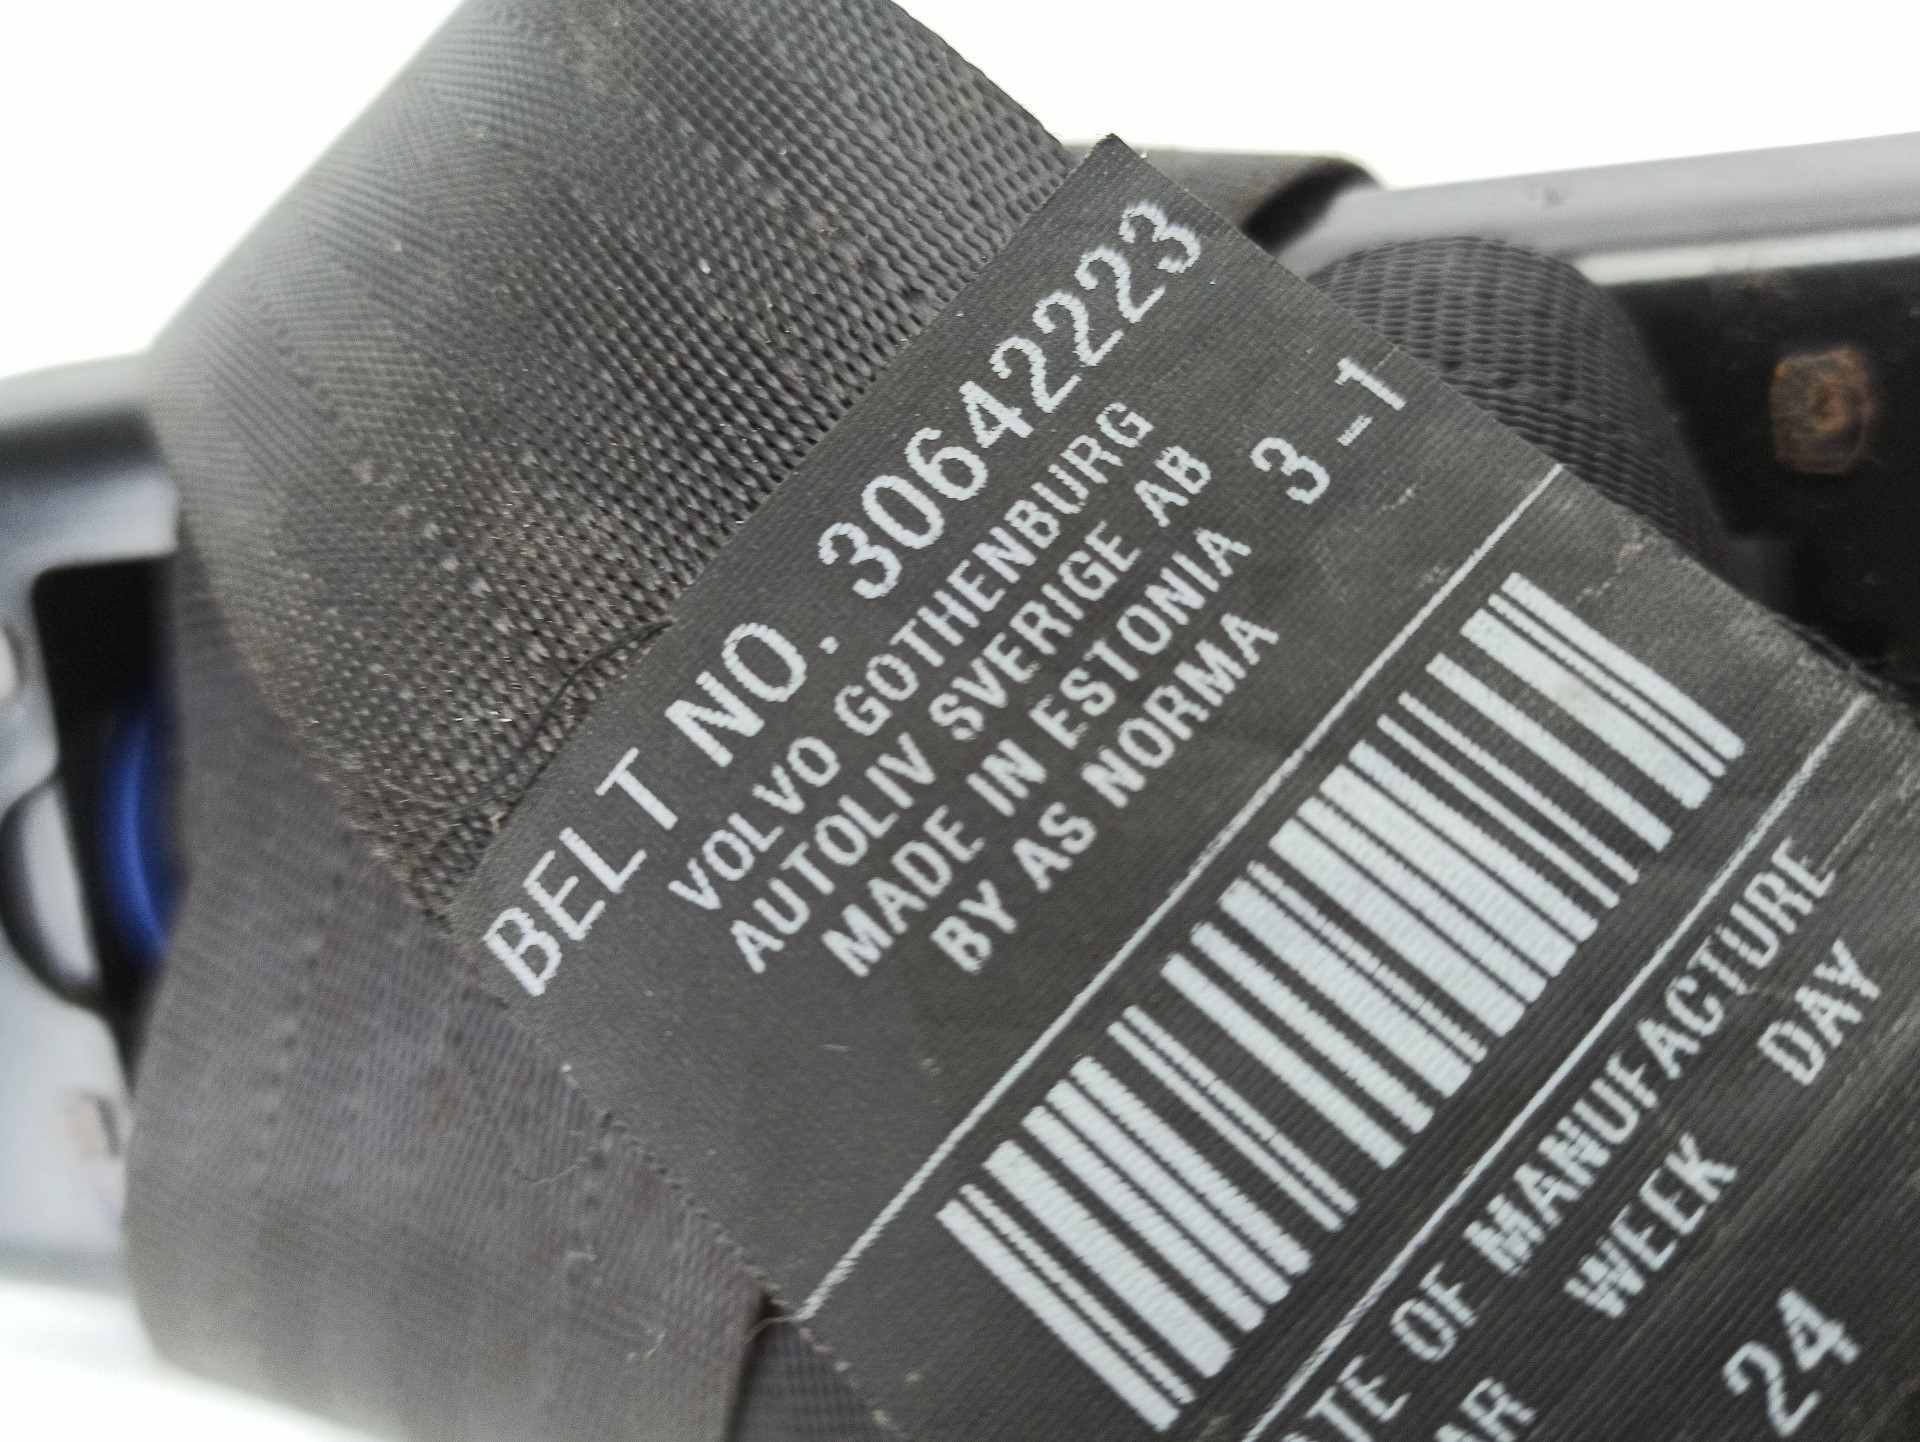 BELT NO. 30642223
VOLVO GOTHENBURG
AUTOLIV SVERIGE AB
MADE IN ESTONIA 3-1
BY AS NORMA
OF MANUFACTURE
WEEK DAY
24